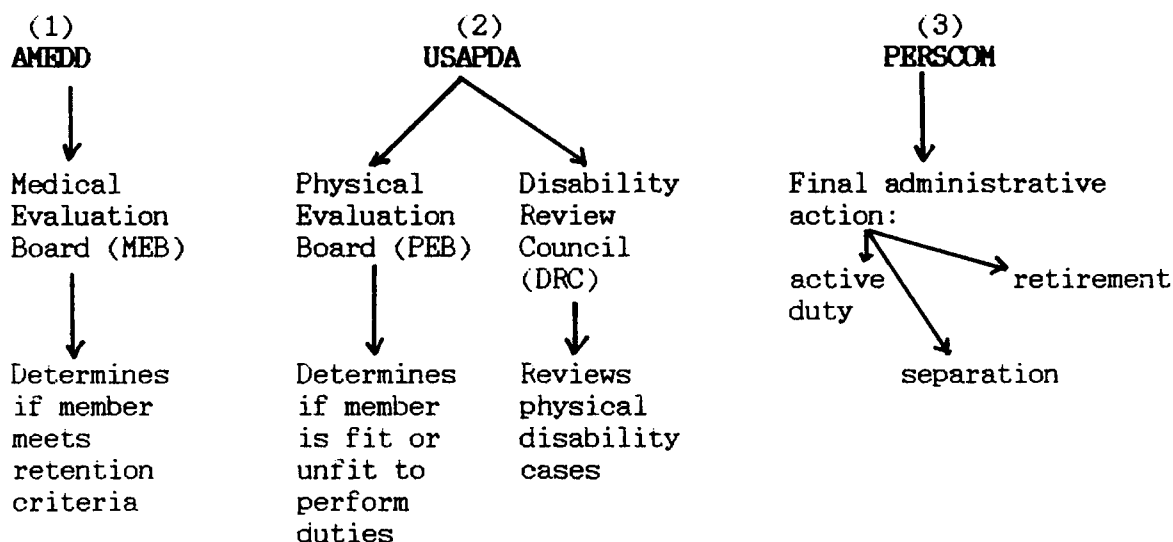 (1)
AMEDD
Medical
Evaluation
Board (MEB)
Determines
if member
meets
retention
criteria
(2)
USAPDA
Physical
Evaluation
Board (PEB)
Determines
if member
is fit or
unfit to
perform
duties
Disability
Review
Council
(DRC)
Reviews
physical
disability
cases
(3)
PERSCOM
Final administrative
action:
active
duty
retirement
separation